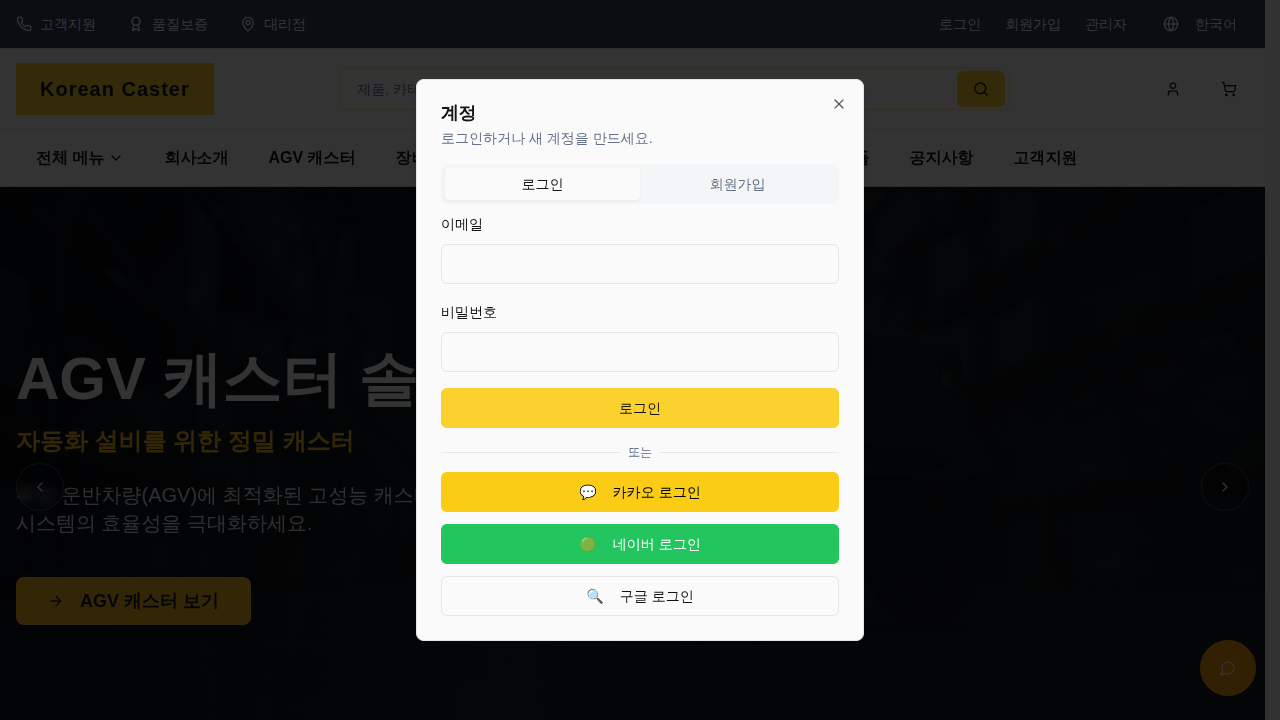 고객지원 품질보증 대리점 로그인 회원가입 관리자 한국어
Korean Caster 제품,
전체 메뉴 회사소개 AGV 캐스터 공지사항 고객지원
계정
로그인하거나 새 계정을 만드세요.
로그인 회원가입
이메일
비밀번호
로그인
또는
💬 카카오 로그인
🟢 네이버 로그인
🔍 구글 로그인
AGV 캐스터 솔
자동화 설비를 위한 정밀 캐스터
운반차량(AGV)에 최적화된 고성능 캐스
시스템의 효율성을 극대화하세요.
AGV 캐스터 보기